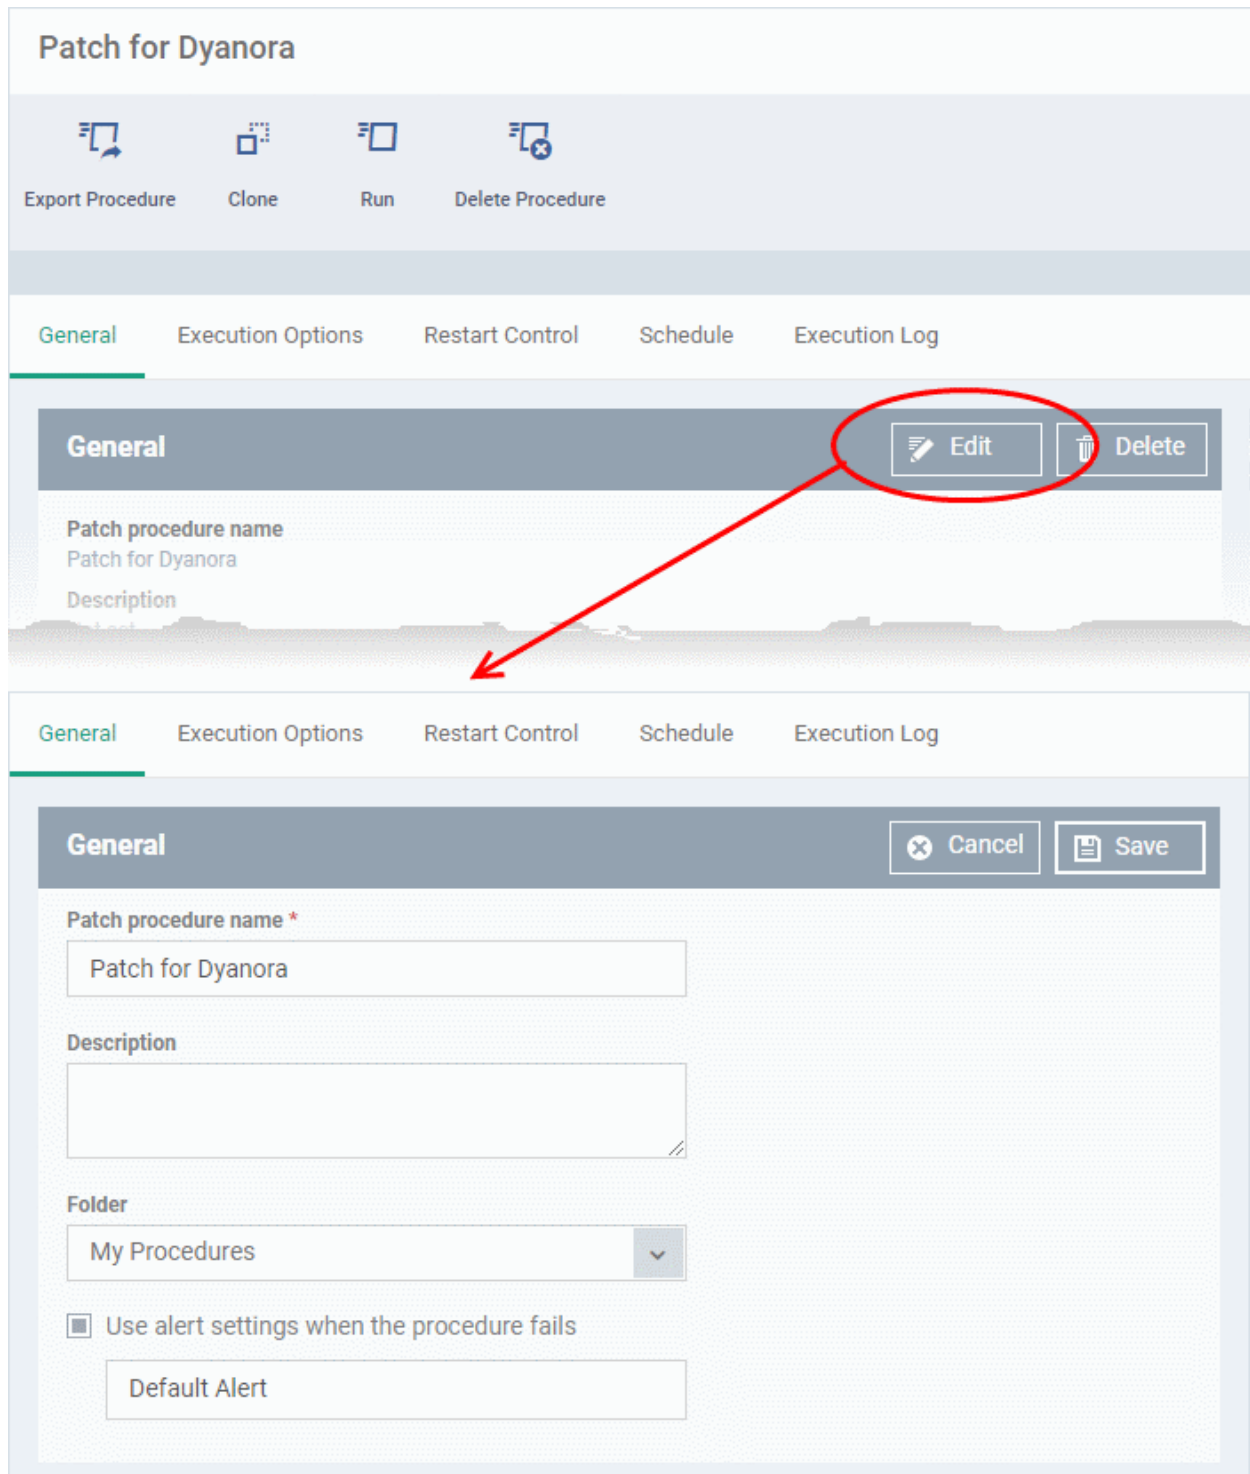 Patch for Dyanora
Export Procedure Clone Run Delete Procedure
General Execution Options Restart Control Schedule Execution Log
General Edit Delete
Patch procedure name
Patch for Dyanora
Description
General Execution Options Restart Control Schedule Execution Log
General Cancel Save
Patch procedure name *
Patch for Dyanora
Description
Folder
My Procedures
Use alert settings when the procedure fails
Default Alert